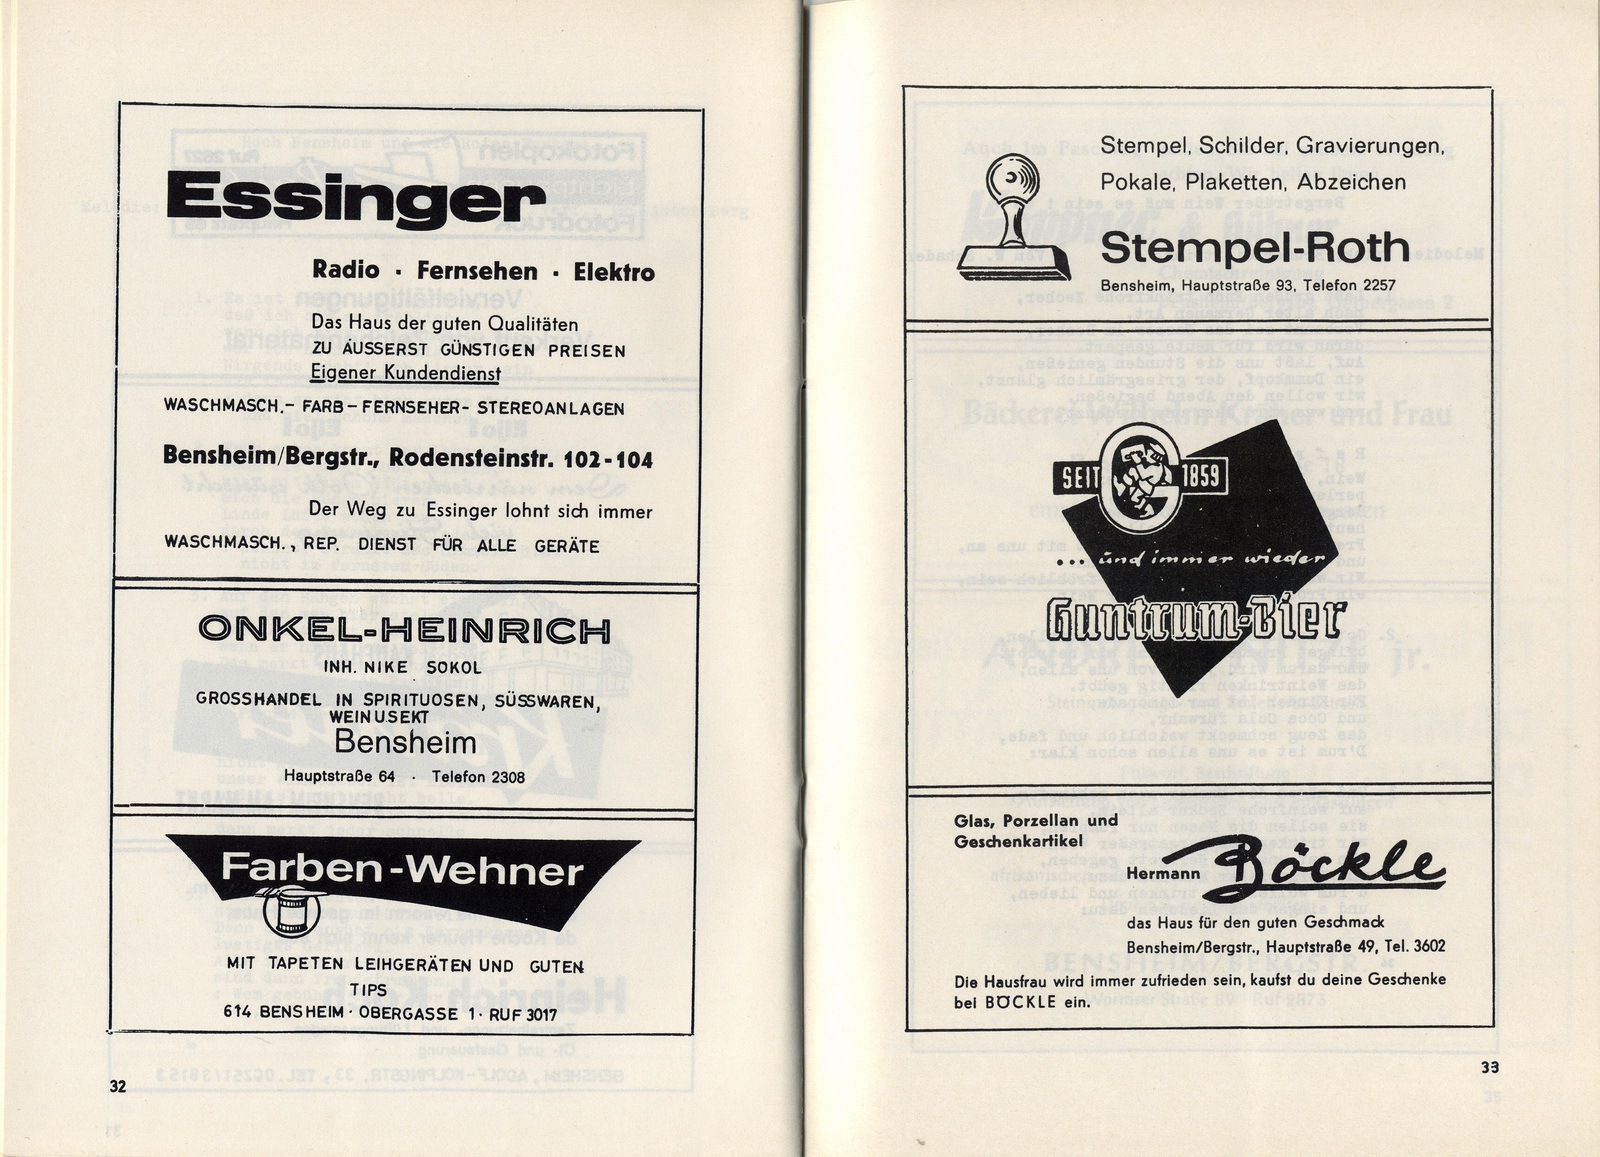 Essinger
Radio · Fernsehen · Elektro
Das Haus der guten Qualitäten
ZU ÄUSSERST GÜNSTIGEN PREISEN
Eigener Kundendienst
WASCHMASCH.- FARB-FERNSEHER- STEREOANLAGEN
Bensheim/Bergstr., Rodensteinstr. 102-104
Der Weg zu Essinger lohnt sich immer
WASCHMASCH., REP. DIENST FÜR ALLE GERÄTE
ONKEL-HEINRICH
INH. NIKE SOKOL
GROSSHANDEL IN SPIRITUOSEN, SÜSSWAREN,
WEIN U.SEKT
Bensheim
Hauptstraße 64 · Telefon 2308
Farben-Wehner
MIT TAPETEN LEIHGERÄTEN UND GUTEN
TIPS
614 BENSHEIM · OBERGASSE 1 · RUF 3017
32
Stempel, Schilder, Gravierungen,
Pokale, Plaketten, Abzeichen
Stempel-Roth
Bensheim, Hauptstraße 93, Telefon 2257
SEIT G 1859
... und immer wieder
Guntrum-Bier
Glas, Porzellan und
Geschenkartikel
Hermann Böckle
das Haus für den guten Geschmack
Bensheim/Bergstr., Hauptstraße 49, Tel. 3602
Die Hausfrau wird immer zufrieden sein, kaufst du deine Geschenke
bei BÖCKLE ein.
33